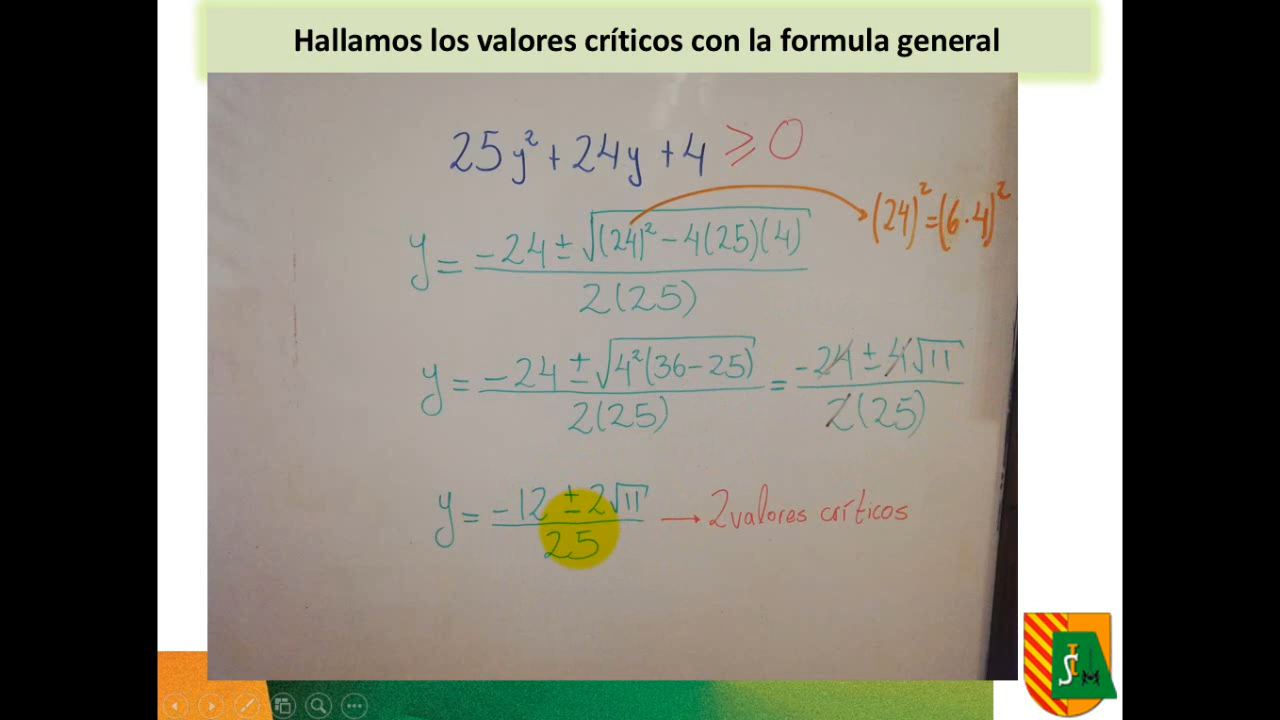 Hallamos los valores críticos con la formula general
25y² + 24y + 4 ≥ 0
(24)² = (6·4)²
y = (-24 ± √((24)² - 4(25)(4))) / 2(25)
y = (-24 ± √(4²(36 - 25))) / 2(25) = (-24 ± 4√11) / 2(25)
y = (-12 ± 2√11) / 25 → 2 valores críticos